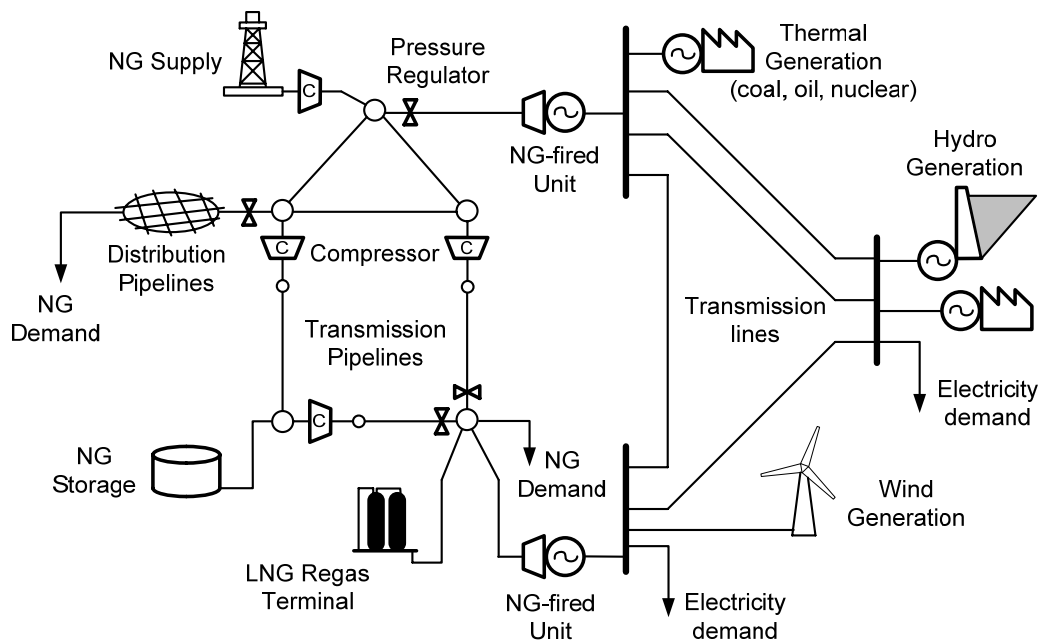 NG Supply
C
Pressure
Regulator
Thermal
Generation
(coal, oil, nuclear)
NG-fired
Unit
Hydro
Generation
Distribution
Pipelines
C
Compressor
C
NG
Demand
Transmission
Pipelines
Transmission
lines
Electricity
demand
C
NG
Storage
NG
Demand
Wind
Generation
LNG Regas
Terminal
NG-fired
Unit
Electricity
demand